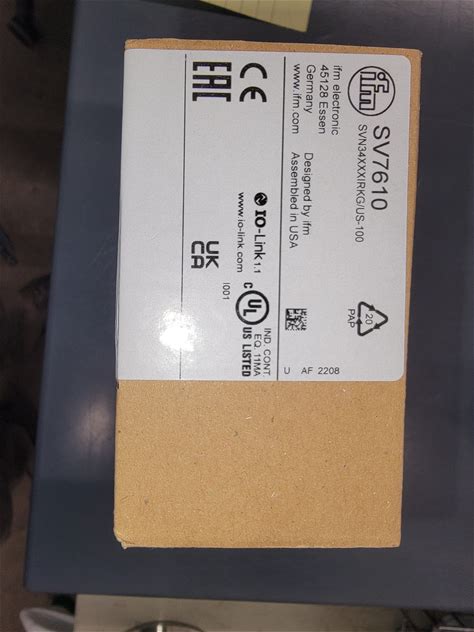 ifm
SV7610
SVN34XXXIRKG/US-100
20
PAP
ifm electronic
45128 Essen
Germany
www.ifm.com
Designed by ifm
Assembled in USA
U AF 2208
IO-Link 1.1
www.io-link.com
c UL US LISTED
IND. CONT.
EQ. 11MA
I001
CE
EAC
UK
CA